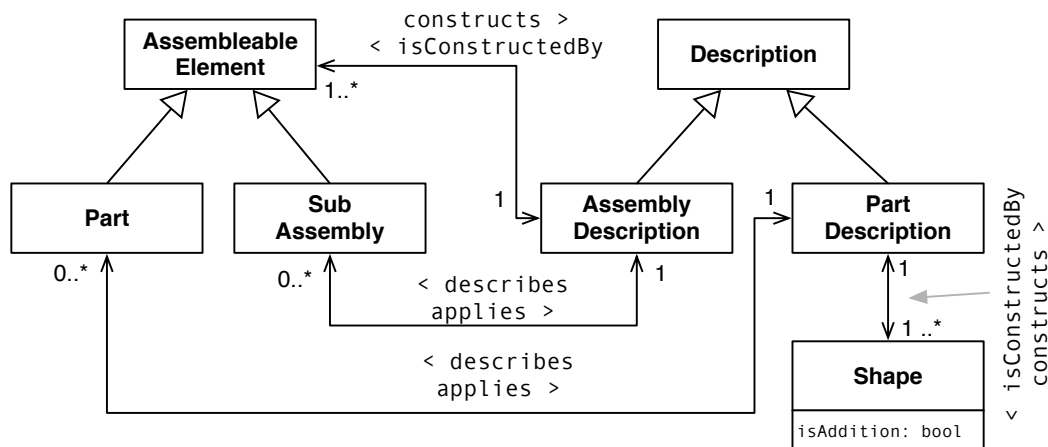 constructs >
< isConstructedBy
Assembleable
Element
Description
1..*
1
Part
Sub
Assembly
Assembly
Description
1
Part
Description
0..*
0..*
1
1
< describes
applies >
1 ..*
< describes
applies >
< isConstructedBy
constructs >
Shape
isAddition: bool